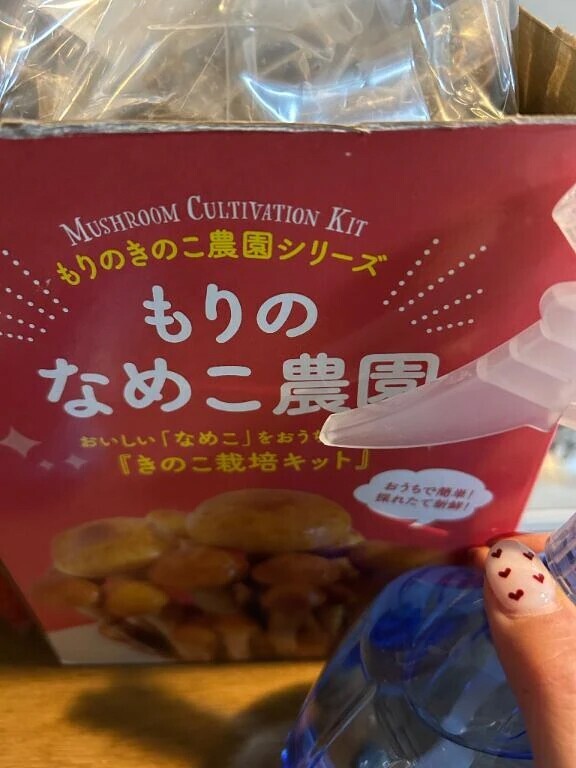 MUSHROOM CULTIVATION KIT
もりのきのこ農園シリーズ
もりの
なめこ農園
おいしい「なめこ」をおうち
『きのこ栽培キット』
おうちで簡単!
採れたて新鮮!